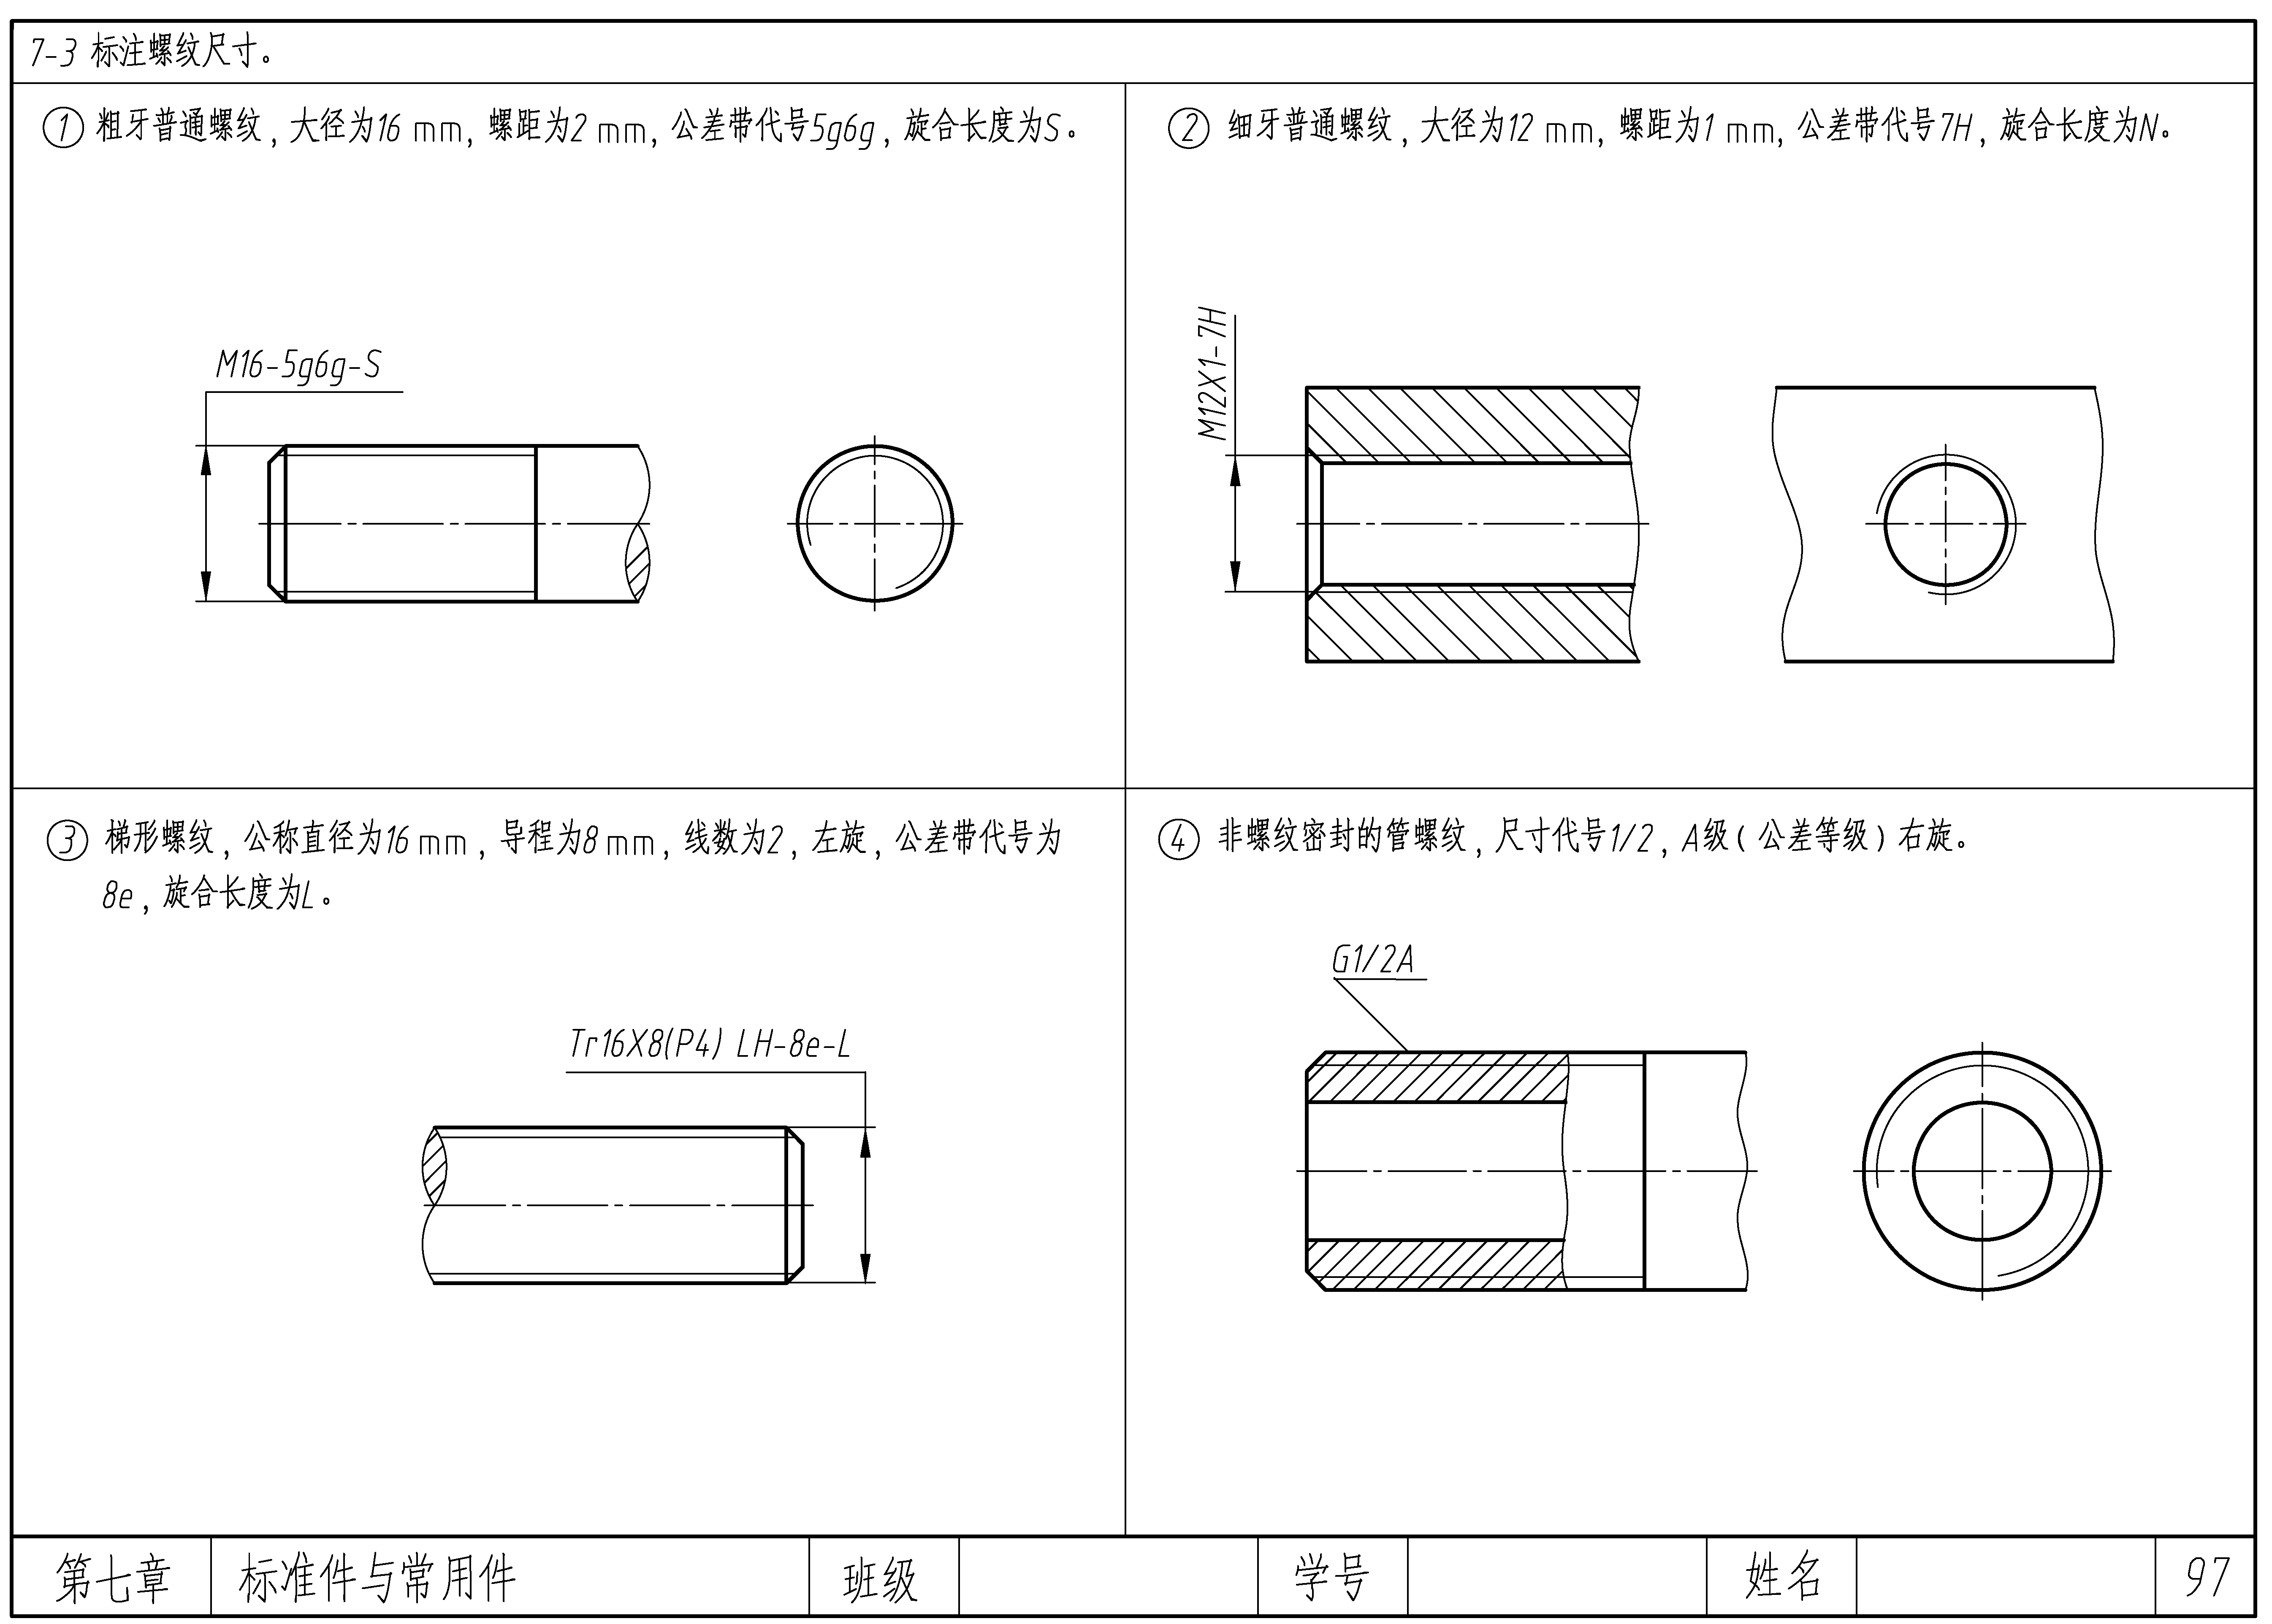 7-3 标注螺纹尺寸。
① 粗牙普通螺纹,大径为16 mm,螺距为2 mm,公差带代号5g6g,旋合长度为S。
M16-5g6g-S
② 细牙普通螺纹,大径为12 mm,螺距为1 mm,公差带代号7H,旋合长度为N。
M12X1-7H
③ 梯形螺纹,公称直径为16 mm,导程为8 mm,线数为2,左旋,公差带代号为
8e,旋合长度为L。
Tr16X8(P4) LH-8e-L
④ 非螺纹密封的管螺纹,尺寸代号1/2,A级(公差等级)右旋。
G1/2A
第七章 标准件与常用件 班级 学号 姓名 97